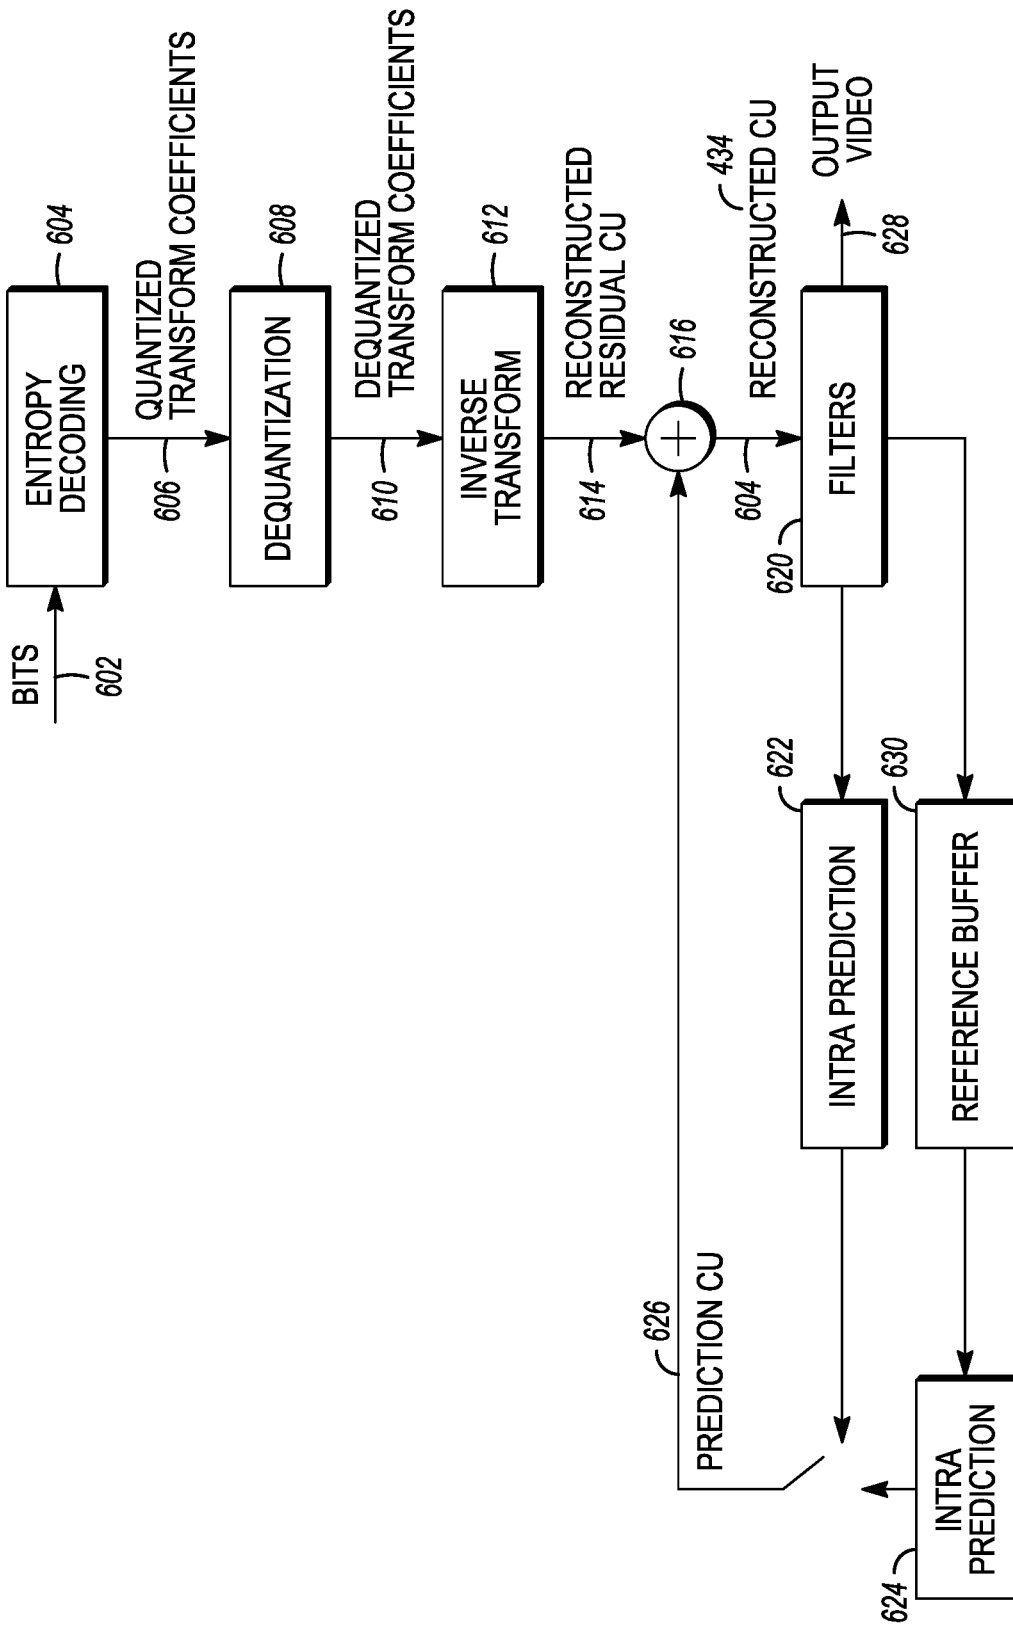 BITS
602
ENTROPY
DECODING
604
606
QUANTIZED
TRANSFORM COEFFICIENTS
DEQUANTIZATION
608
610
DEQUANTIZED
TRANSFORM COEFFICIENTS
INVERSE
TRANSFORM
612
614
RECONSTRUCTED
RESIDUAL CU
616
626
PREDICTION CU
604
RECONSTRUCTED CU
434
620
FILTERS
OUTPUT
VIDEO
628
622
INTRA PREDICTION
630
REFERENCE BUFFER
624
INTRA
PREDICTION